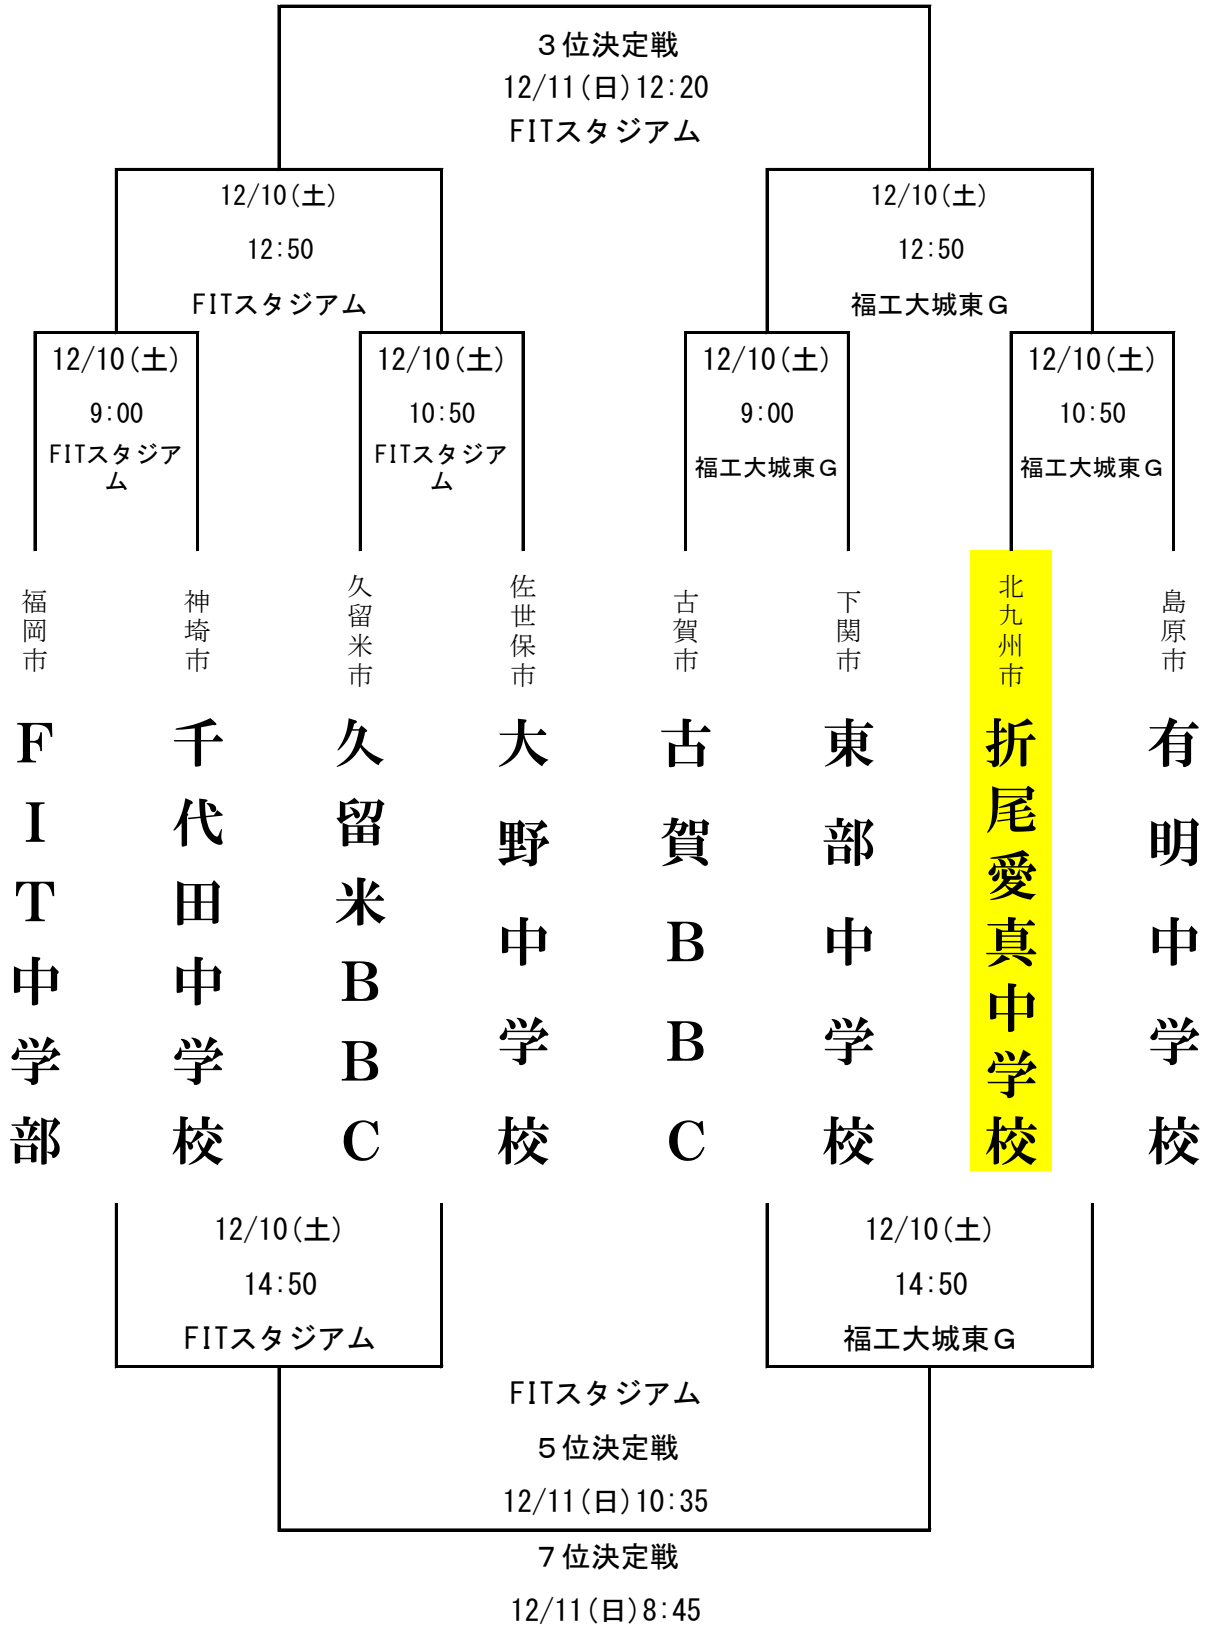 ３位決定戦
12/11(日)12:20
FITスタジアム
12/10(土)
12:50
FITスタジアム
12/10(土)
12:50
福工大城東Ｇ
12/10(土)
9:00
FITスタジア
ム
12/10(土)
10:50
FITスタジア
ム
12/10(土)
9:00
福工大城東Ｇ
12/10(土)
10:50
福工大城東Ｇ
福岡市
FIT中学部
神埼市
千代田中学校
久留米市
久留米BBC
佐世保市
大野中学校
古賀市
古賀BBC
下関市
東部中学校
北九州市
折尾愛真中学校
島原市
有明中学校
12/10(土)
14:50
FITスタジアム
12/10(土)
14:50
福工大城東Ｇ
FITスタジアム
５位決定戦
12/11(日)10:35
７位決定戦
12/11(日)8:45